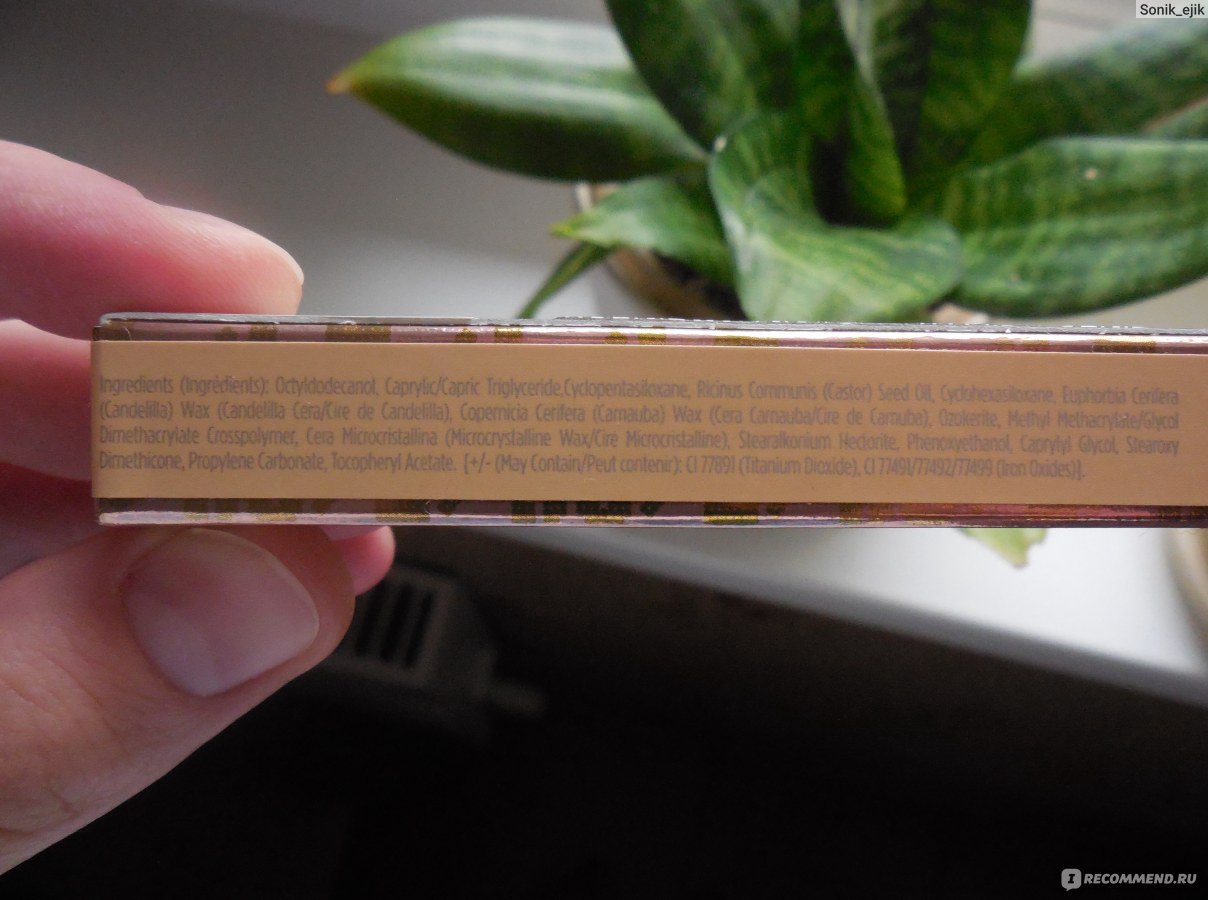 Sonik_ejik
Ingredients (Ingrédients): Octyldodecanol, Caprylic/Capric Triglyceride,Cyclopentasiloxane, Ricinus Communis (Castor) Seed Oil, Cyclohexasiloxane, Euphorbia Cerifera
(Candelilla) Wax (Candelilla Cera/Cire de Candelilla), Copernicia Cerifera (Carnauba) Wax (Cera Carnauba/Cire de Carnuba), Ozokerite, Methyl Methacrylate/Glycol
Dimethacrylate Crosspolymer, Cera Microcristallina (Microcrystalline Wax/Cire Microcristalline), Stearalkonium Hectorite, Phenoxyethanol, Caprylyl Glycol, Stearoxy
Dimethicone, Propylene Carbonate, Tocopheryl Acetate. [+/- (May Contain/Peut contenir): CI 77891 (Titanium Dioxide), CI 77491/77492/77499 (Iron Oxides)].
IRECOMMEND.RU